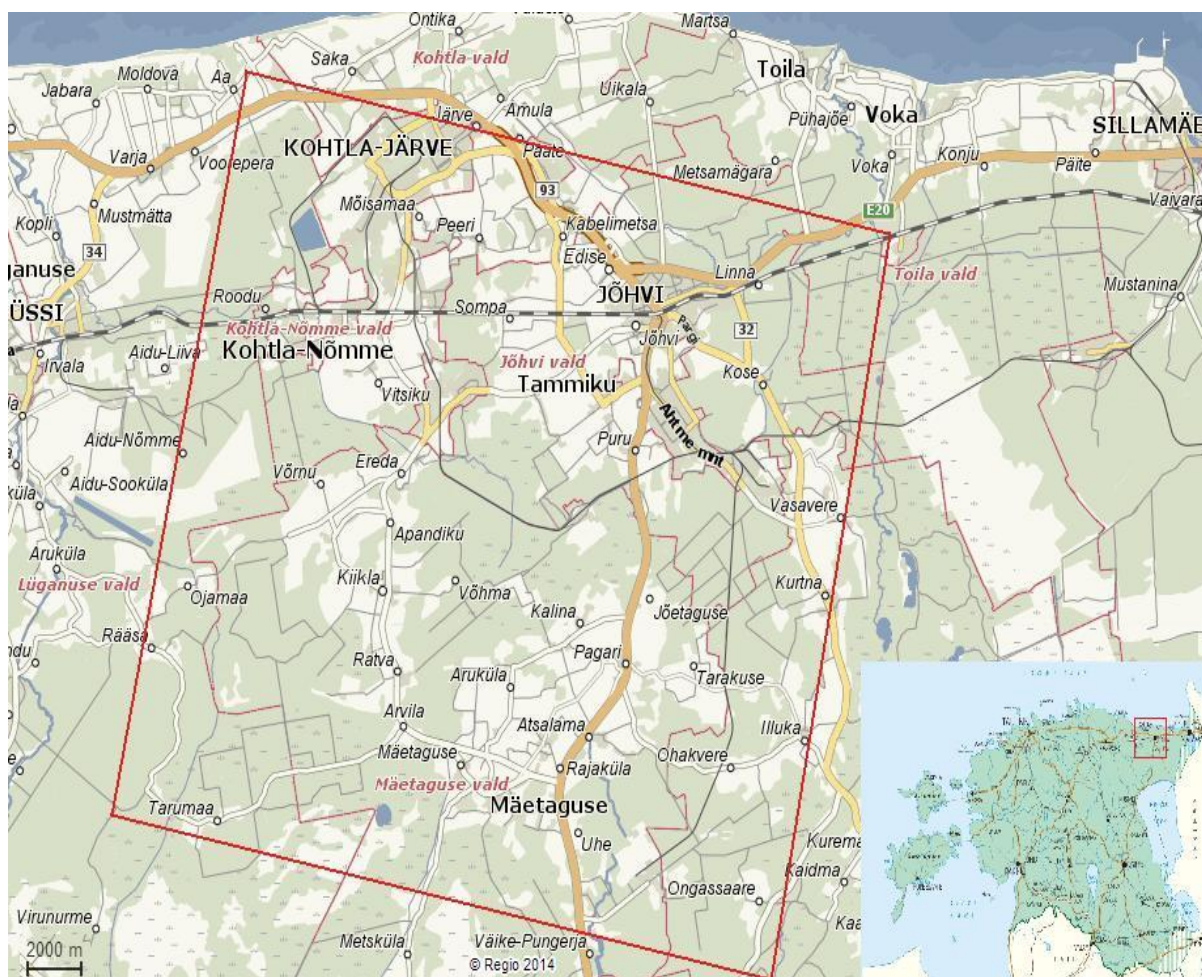 Ontika
Martsa
Saka
Kohtla vald
Toila
Moldova
Aa
Jabara
Amula
Uikala
Järve
Pühajõe
Voka
SILLAMÄE
KOHTLA-JÄRVE
Paate
Varja
Voorepera
Metsamägara
Voka
Konju
Päite
93
Mõisamaa
Mustmätta
E20
Vaivara
Kopli
Peeri
Kabelimetsa
34
Edise
Linna
Toila vald
Mustanina
JÕHVI
Roodu
Sompa
ÜSSI
Kohtla-Nõmme vald
Pargi
32
Kohtla-Nõmme
Jõhvi
Irvala
Aidu-Liiva
Jõhvi vald
Tammiku
Kose
Vitsiku
Ahtme mnt
Aidu-Nõmme
Puru
Ereda
Aidu-Sooküla
Võrnu
Vasavere
Apandiku
Aruküla
Lüganuse vald
Ojamaa
Kiikla
Võhma
Kurtna
Kalina
Jõetaguse
Rääsa
Pagari
Ratva
Aruküla
Tarakuse
Arvila
Atsalama
Illuka
Mäetaguse
Ohakvere
Rajaküla
Mäetaguse vald
Mäetaguse
Tarumaa
Uhe
Kurema
Kaidma
Ongassaare
Virunurme
Kaa
Metsküla
Väike-Pungerja
2000 m
© Regio 2014